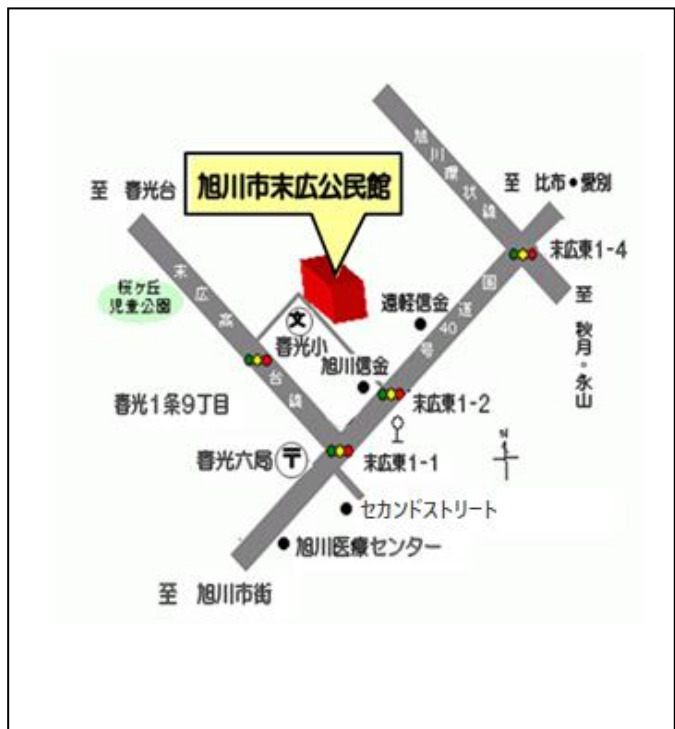 旭川環状線
至 比布・愛別
旭川市末広公民館
至 春光台
末広東1-4
桜ヶ丘
児童公園
末広高台線
国道40号
遠軽信金
至 秋月・永山
文
春光小
旭川信金
春光1条9丁目
末広東1-2
N
春光六局
〒
末広東1-1
セカンドストリート
旭川医療センター
至 旭川市街